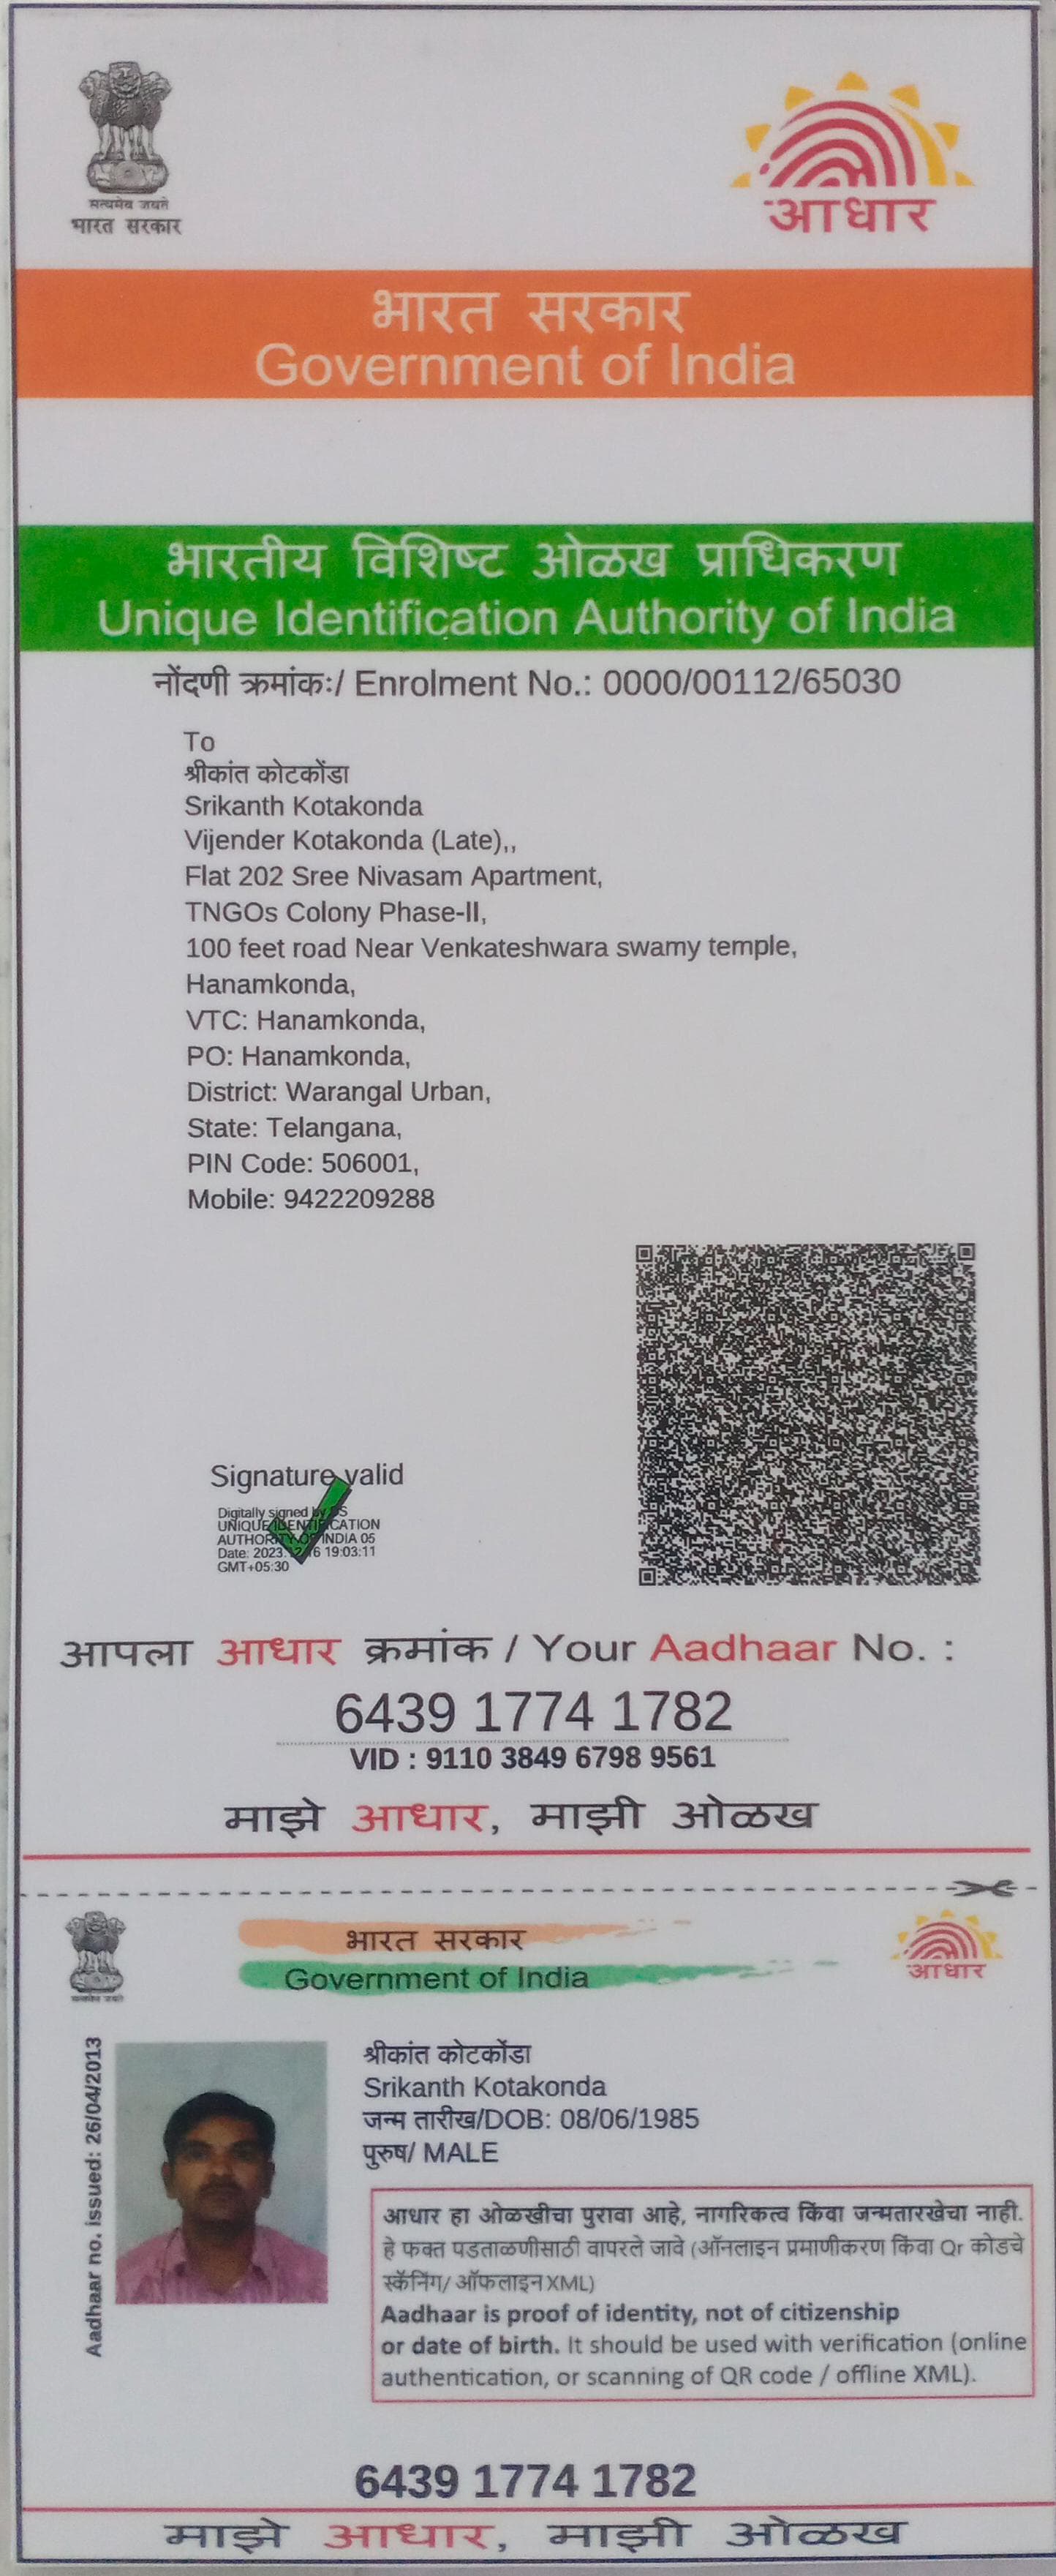 सत्यमेव जयते
भारत सरकार
आधार
भारत सरकार
Government of India
भारतीय विशिष्ट ओळख प्राधिकरण
Unique Identification Authority of India
नोंदणी क्रमांकः/ Enrolment No.: 0000/00112/65030
To
श्रीकांत कोटकोंडा
Srikanth Kotakonda
Vijender Kotakonda (Late),,
Flat 202 Sree Nivasam Apartment,
TNGOs Colony Phase-II,
100 feet road Near Venkateshwara swamy temple,
Hanamkonda,
VTC: Hanamkonda,
PO: Hanamkonda,
District: Warangal Urban,
State: Telangana,
PIN Code: 506001,
Mobile: 9422209288
Signature valid
Digitally signed by DS
UNIQUE IDENTIFICATION
AUTHORITY OF INDIA 05
Date: 2023. 19:03:11
GMT+05:30
आपला आधार क्रमांक / Your Aadhaar No. :
6439 1774 1782
VID : 9110 3849 6798 9561
माझे आधार, माझी ओळख
भारत सरकार
Government of India
आधार
Aadhaar no. issued: 26/04/2013
श्रीकांत कोटकोंडा
Srikanth Kotakonda
जन्म तारीख/DOB: 08/06/1985
पुरुष/ MALE
आधार हा ओळखीचा पुरावा आहे, नागरिकत्व किंवा जन्मतारखेचा नाही.
हे फक्त पडताळणीसाठी वापरले जावे (ऑनलाइन प्रमाणीकरण किंवा Qr कोडचे
स्कॅनिंग/ ऑफलाइन XML)
Aadhaar is proof of identity, not of citizenship
or date of birth. It should be used with verification (online
authentication, or scanning of QR code / offline XML).
6439 1774 1782
माझे आधार, माझी ओळख